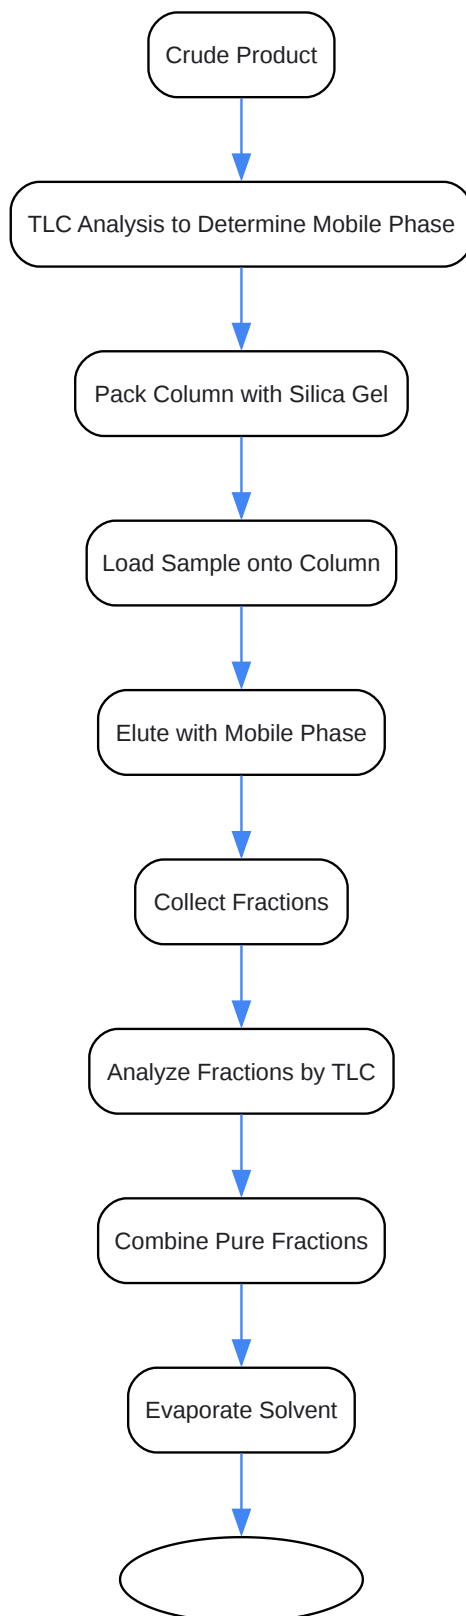 Crude Product
TLC Analysis to Determine Mobile Phase
Pack Column with Silica Gel
Load Sample onto Column
Elute with Mobile Phase
Collect Fractions
Analyze Fractions by TLC
Combine Pure Fractions
Evaporate Solvent